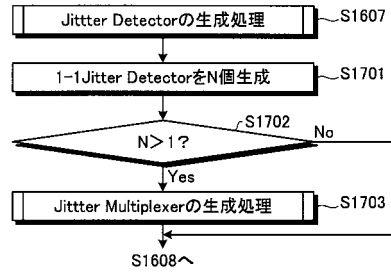 Jittter Detectorの生成処理
S1607
1-1Jitter DetectorをN個生成
S1701
S1702
N>1?
No
Yes
Jittter Multiplexerの生成処理
S1703
S1608へ